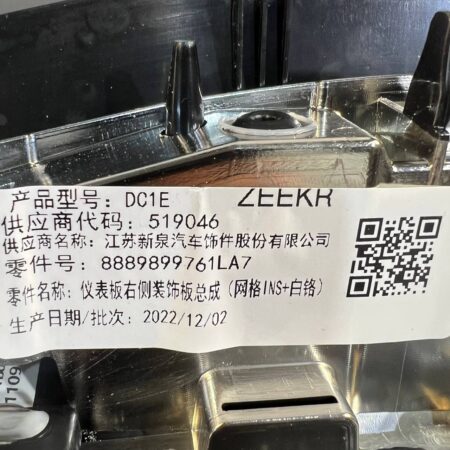 产品型号: DC1E ZEEKR
供应商代码: 519046
供应商名称: 江苏新泉汽车饰件股份有限公司
零件号: 8889899761LA7
零件名称: 仪表板右侧装饰板总成 (网格INS+白铬)
生产日期/批次: 2022/12/02
1109